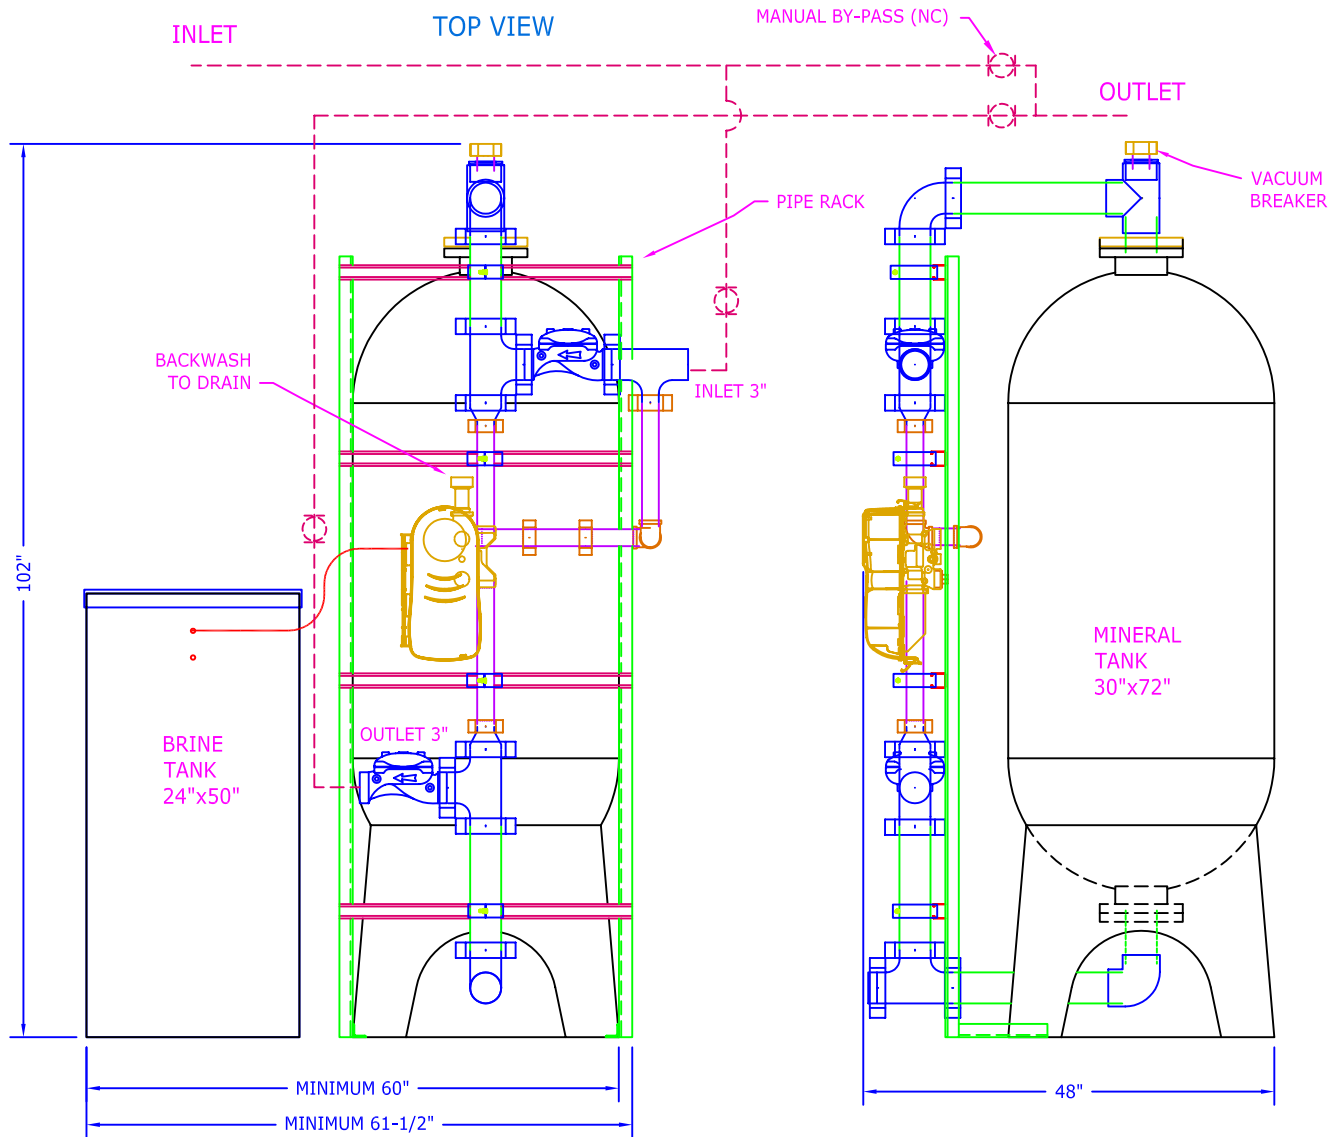 MANUAL BY-PASS (NC)
TOP VIEW
INLET
OUTLET
VACUUM
BREAKER
PIPE RACK
BACKWASH
TO DRAIN
INLET 3"
102"
MINERAL
TANK
30"x72"
OUTLET 3"
BRINE
TANK
24"x50"
MINIMUM 60"
48"
MINIMUM 61-1/2"